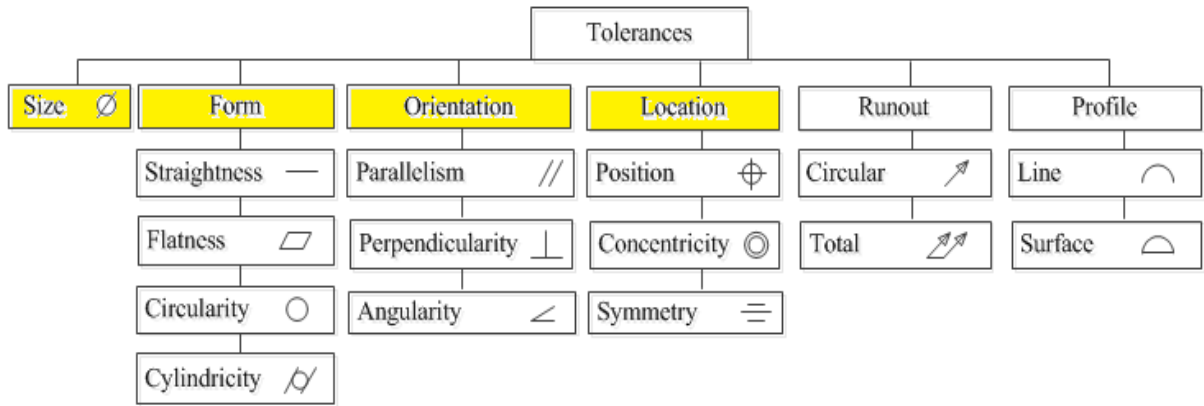 Tolerances
Size Ø
Form
Orientation
Location
Runout
Profile
Straightness
Parallelism
Position
Circular
Line
Flatness
Perpendicularity
Concentricity
Total
Surface
Circularity
Angularity
Symmetry
Cylindricity